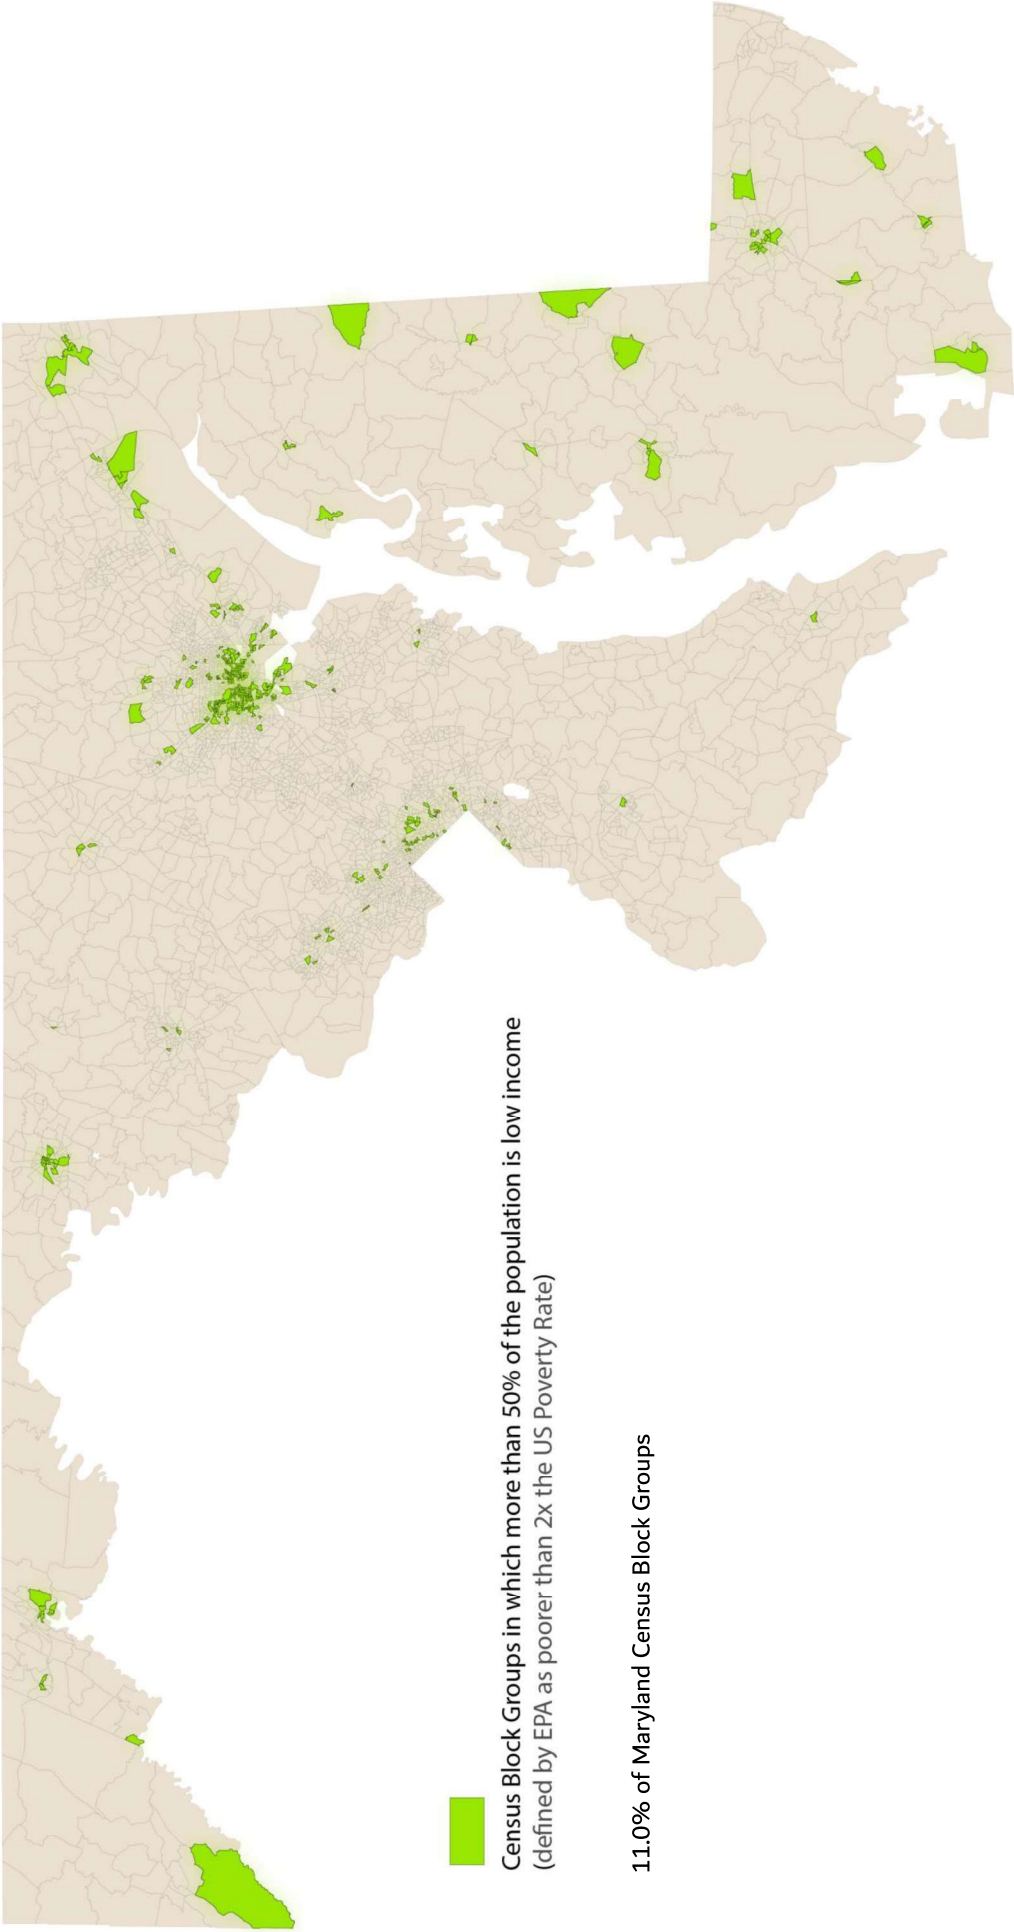 Census Block Groups in which more than 50% of the population is low income
(defined by EPA as poorer than 2x the US Poverty Rate)
11.0% of Maryland Census Block Groups